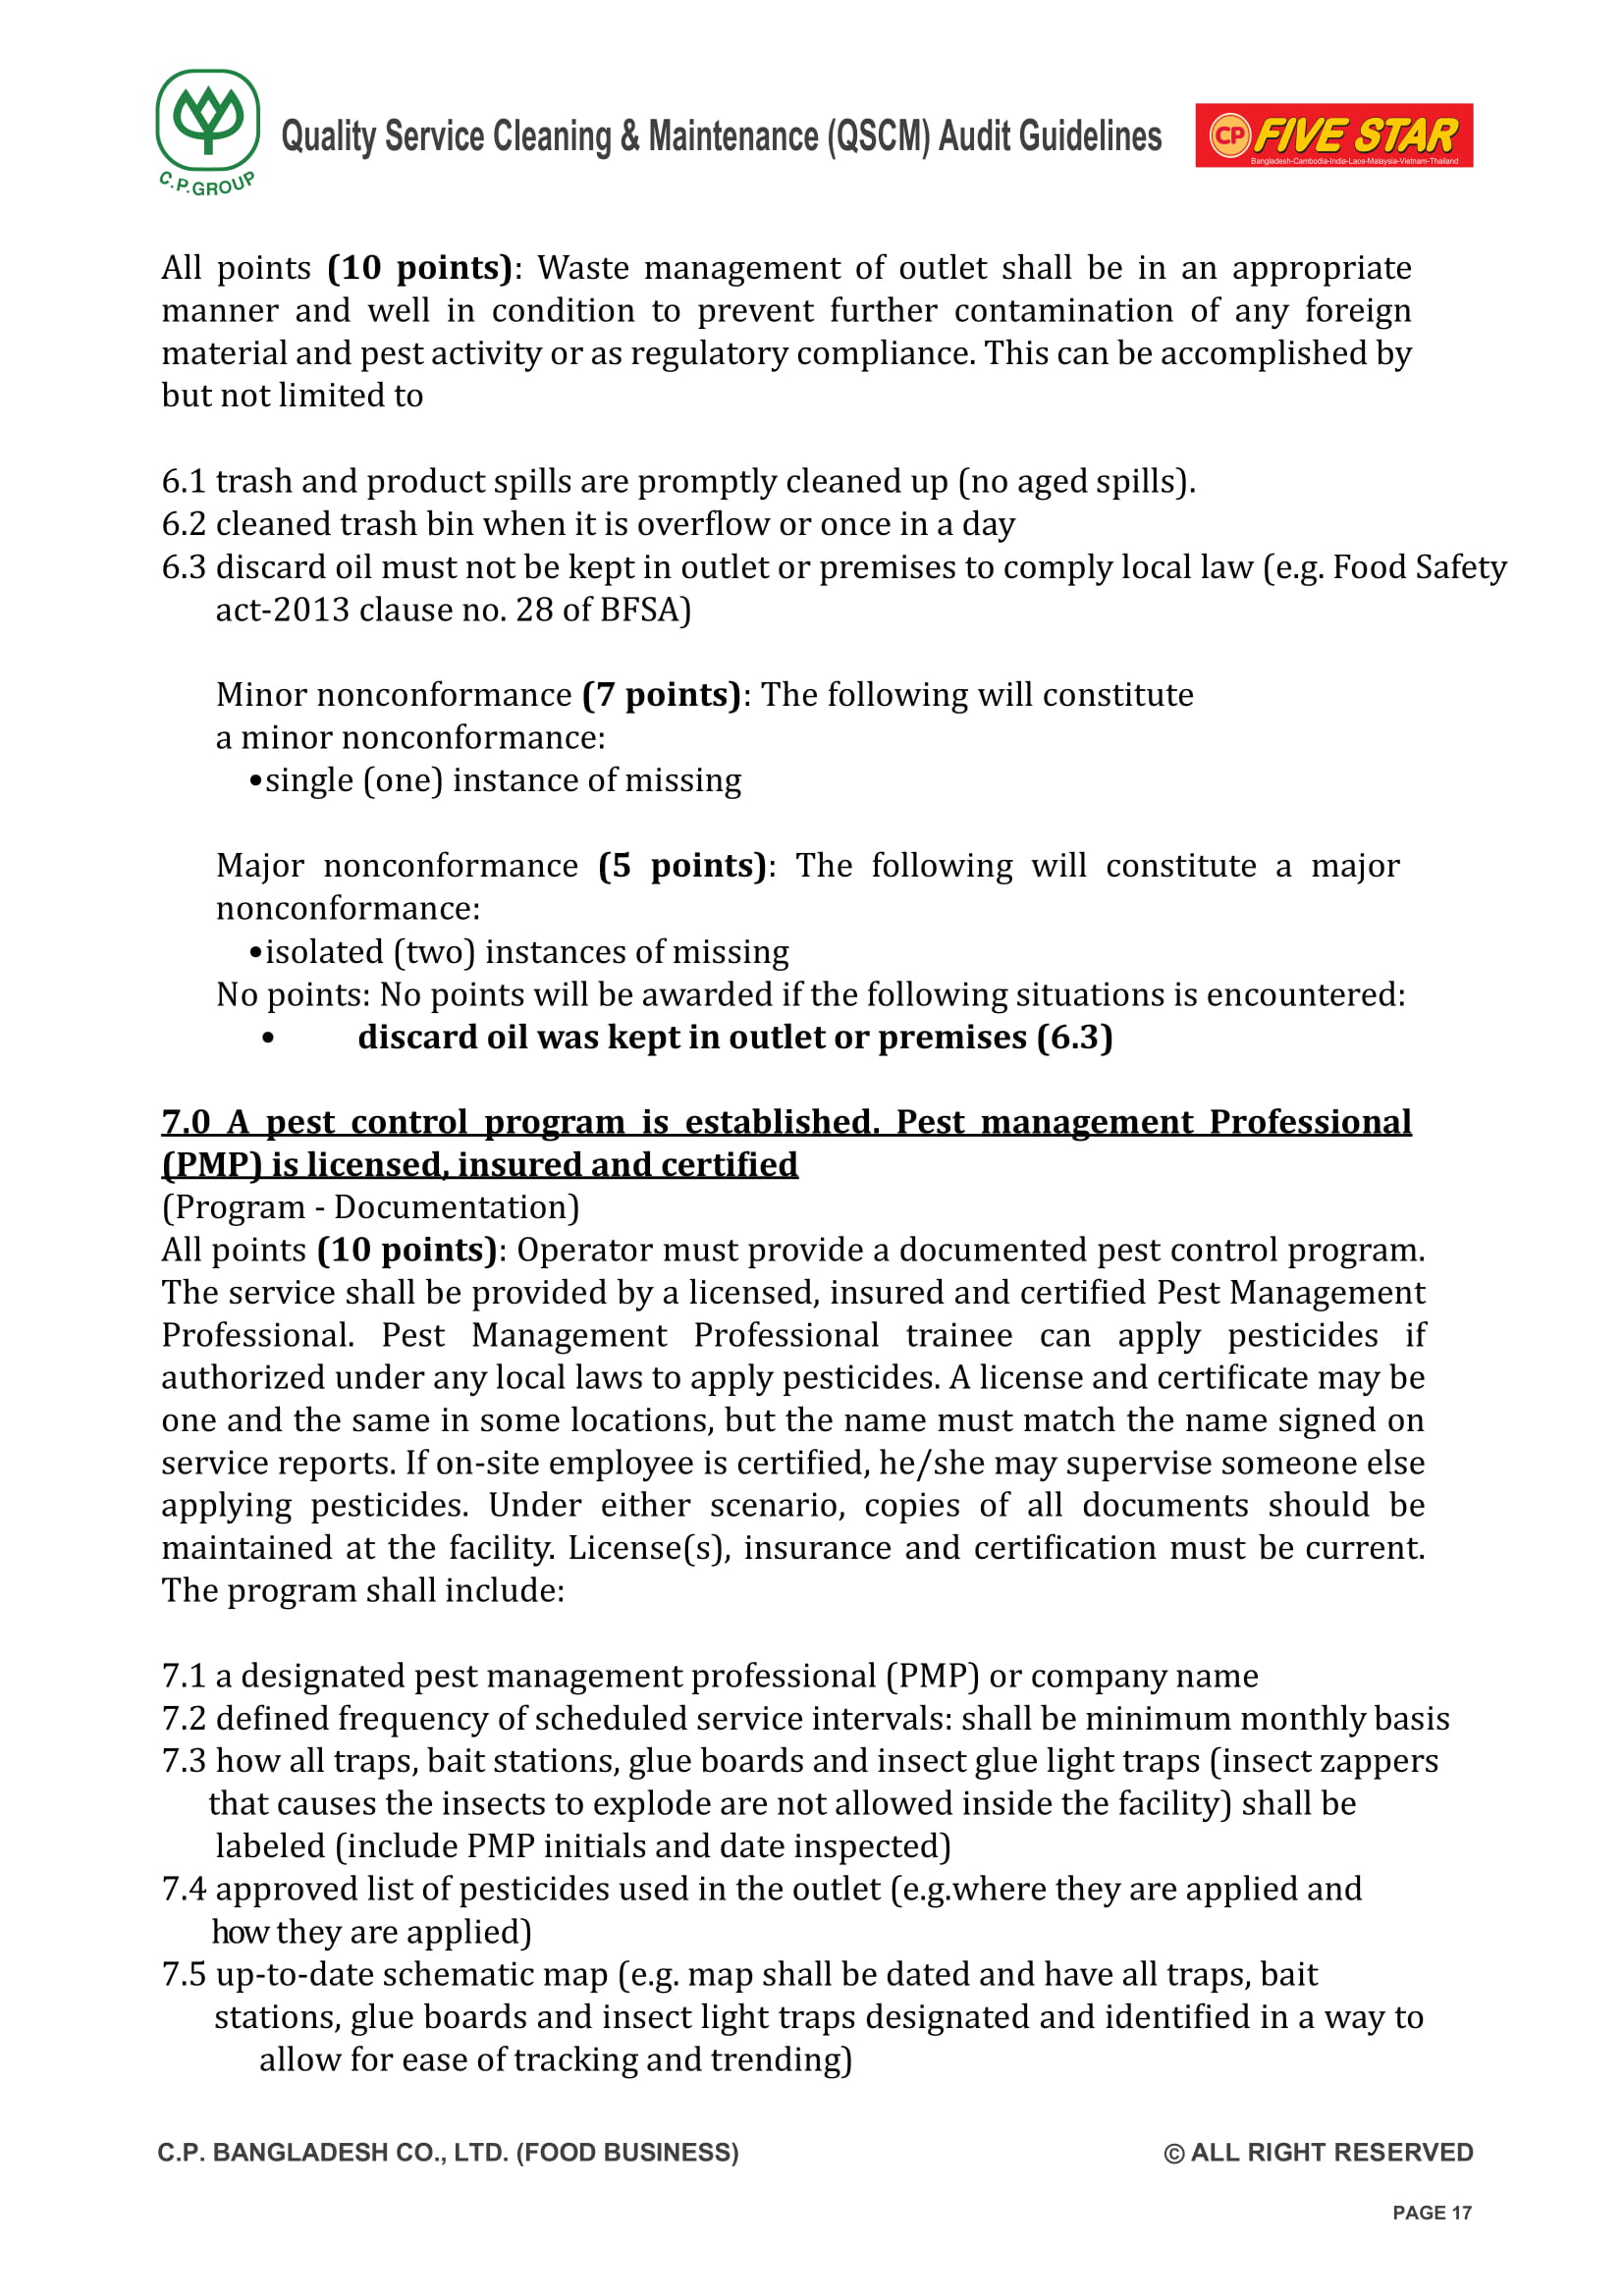 C.P.GROUP
Quality Service Cleaning & Maintenance (QSCM) Audit Guidelines
CP FIVE STAR
Bangladesh-Cambodia-India-Laos-Malaysia-Vietnam-Thailand
All points (10 points): Waste management of outlet shall be in an appropriate
manner and well in condition to prevent further contamination of any foreign
material and pest activity or as regulatory compliance. This can be accomplished by
but not limited to
6.1 trash and product spills are promptly cleaned up (no aged spills).
6.2 cleaned trash bin when it is overflow or once in a day
6.3 discard oil must not be kept in outlet or premises to comply local law (e.g. Food Safety
act-2013 clause no. 28 of BFSA)
Minor nonconformance (7 points): The following will constitute
a minor nonconformance:
•single (one) instance of missing
Major nonconformance (5 points): The following will constitute a major
nonconformance:
•isolated (two) instances of missing
No points: No points will be awarded if the following situations is encountered:
• discard oil was kept in outlet or premises (6.3)
7.0 A pest control program is established. Pest management Professional
(PMP) is licensed, insured and certified
(Program - Documentation)
All points (10 points): Operator must provide a documented pest control program.
The service shall be provided by a licensed, insured and certified Pest Management
Professional. Pest Management Professional trainee can apply pesticides if
authorized under any local laws to apply pesticides. A license and certificate may be
one and the same in some locations, but the name must match the name signed on
service reports. If on-site employee is certified, he/she may supervise someone else
applying pesticides. Under either scenario, copies of all documents should be
maintained at the facility. License(s), insurance and certification must be current.
The program shall include:
7.1 a designated pest management professional (PMP) or company name
7.2 defined frequency of scheduled service intervals: shall be minimum monthly basis
7.3 how all traps, bait stations, glue boards and insect glue light traps (insect zappers
that causes the insects to explode are not allowed inside the facility) shall be
labeled (include PMP initials and date inspected)
7.4 approved list of pesticides used in the outlet (e.g.where they are applied and
how they are applied)
7.5 up-to-date schematic map (e.g. map shall be dated and have all traps, bait
stations, glue boards and insect light traps designated and identified in a way to
allow for ease of tracking and trending)
C.P. BANGLADESH CO., LTD. (FOOD BUSINESS)
© ALL RIGHT RESERVED
PAGE 17